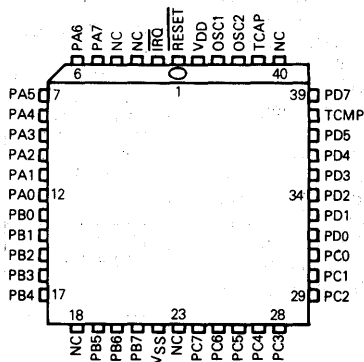 PA6 PA7 NC NC IRQ RESET VDD OSC1 OSC2 TCAP NC
6 1 40
PA5 7 39 PD7
PA4 TCMP
PA3 PD5
PA2 PD4
PA1 PD3
PA0 12 34 PD2
PB0 PD1
PB1 PD0
PB2 PC0
PB3 PC1
PB4 17 29 PC2
18 23 28
NC PB5 PB6 PB7 VSS NC PC7 PC6 PC5 PC4 PC3